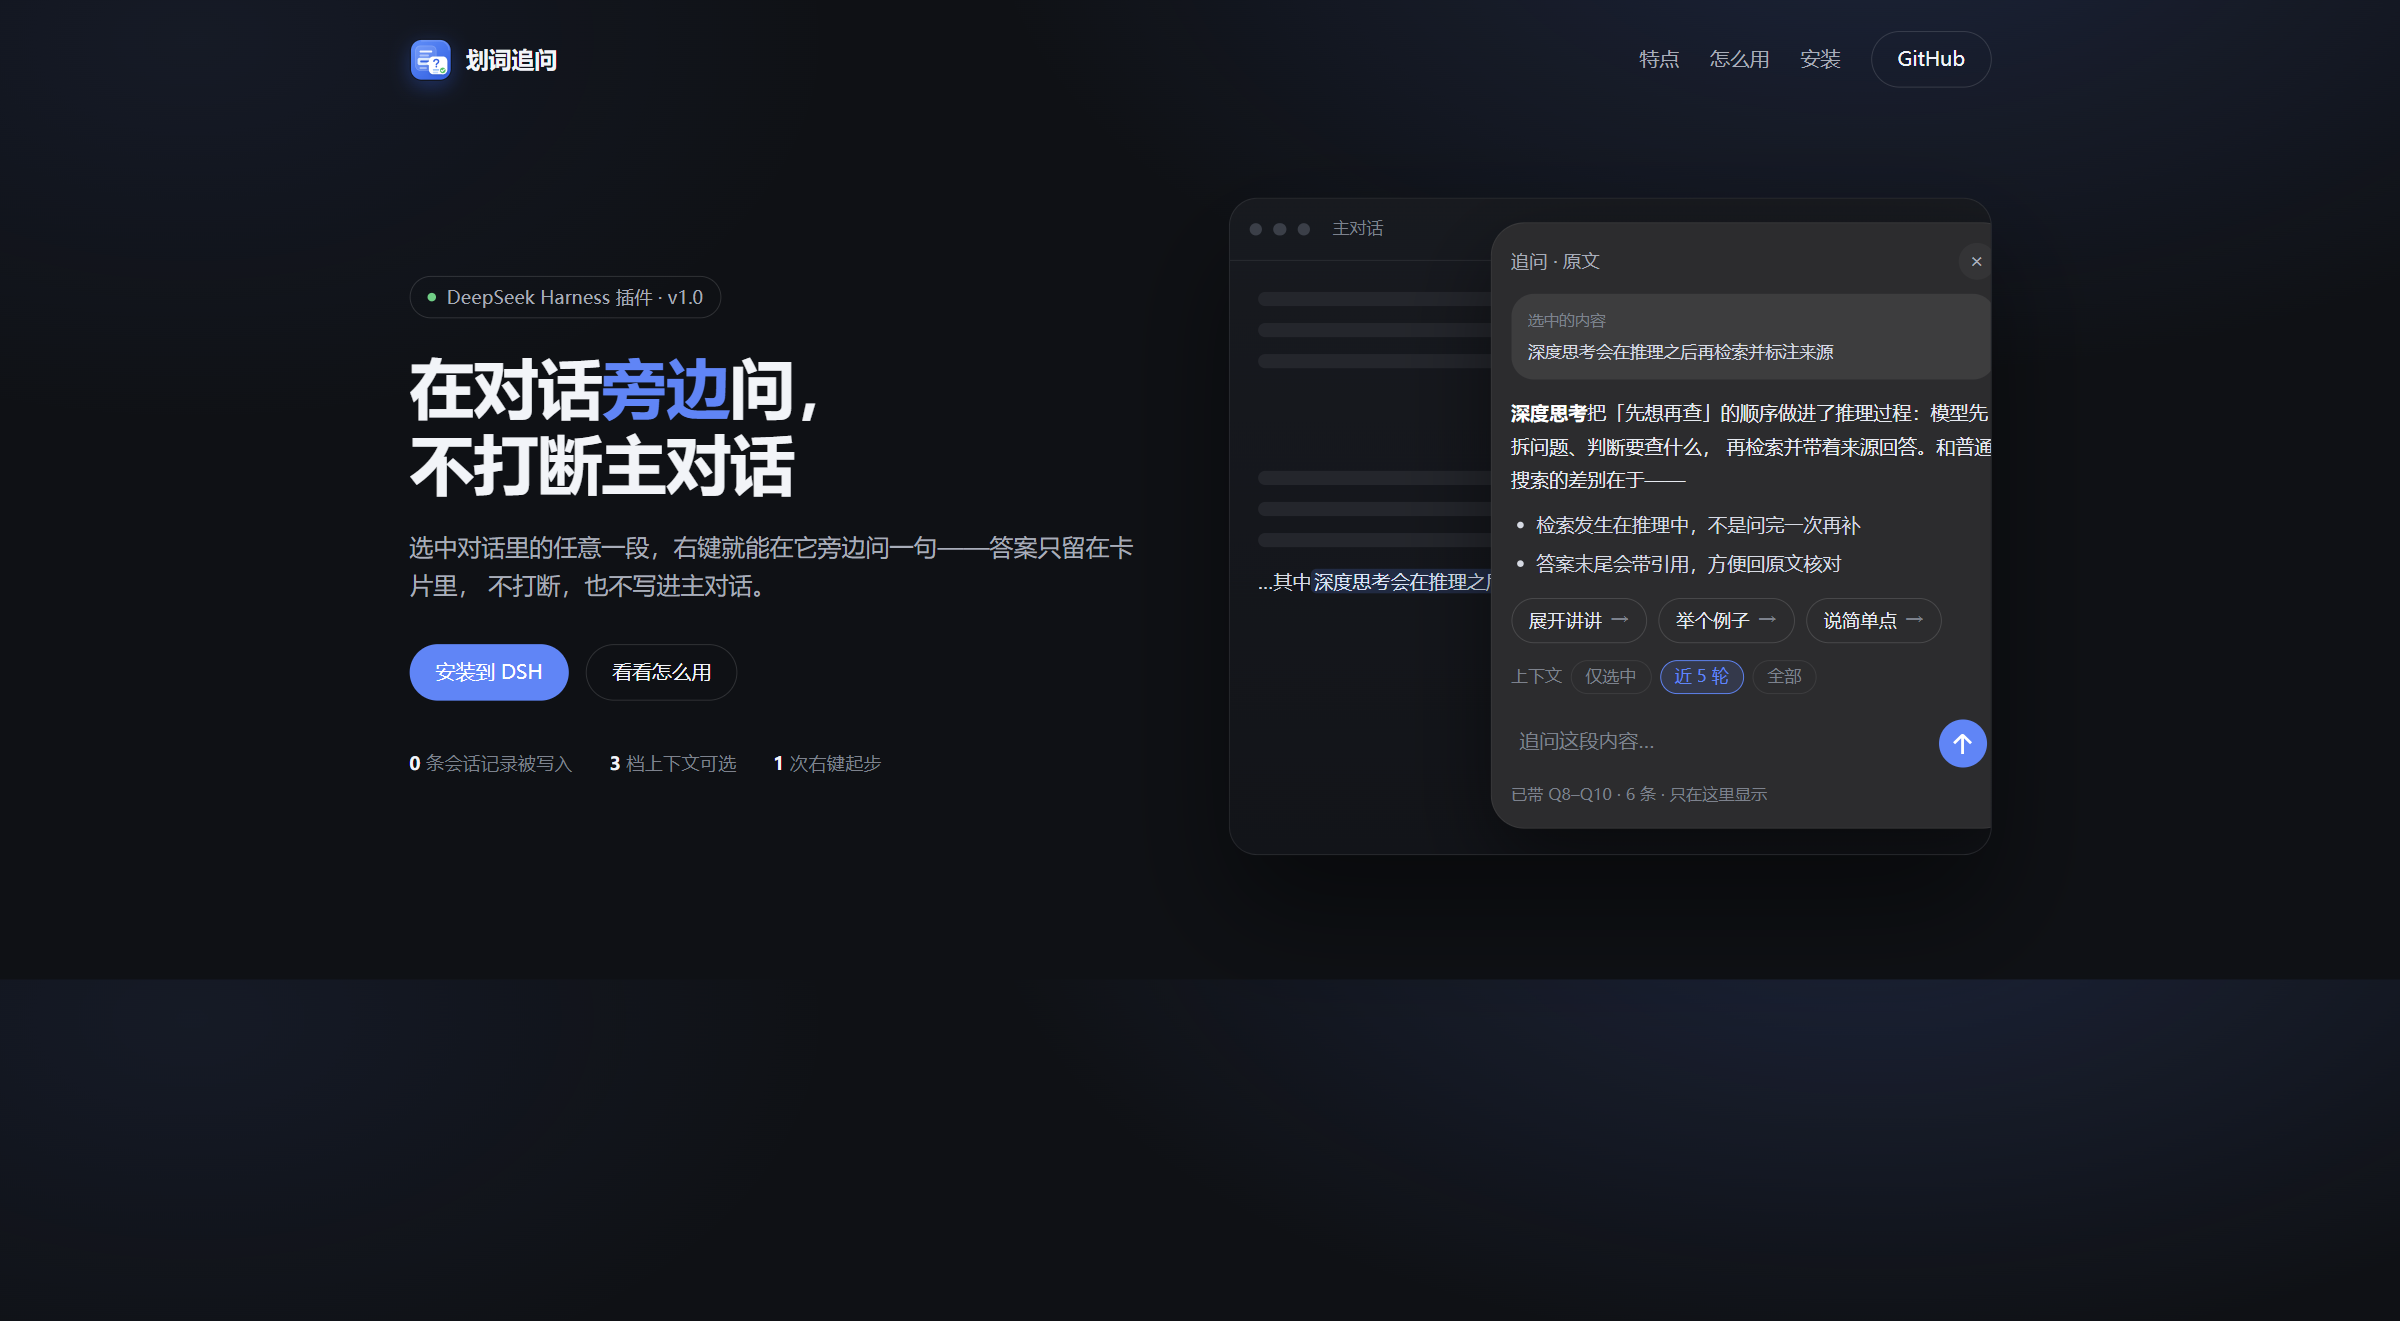 划词追问
特点 怎么用 安装 GitHub
DeepSeek Harness 插件 · v1.0
在对话旁边问，
不打断主对话
选中对话里的任意一段，右键就能在它旁边问一句——答案只留在卡
片里， 不打断，也不写进主对话。
安装到 DSH 看看怎么用
0 条会话记录被写入 3 档上下文可选 1 次右键起步
主对话
…其中深度思考会在推理之
追问 · 原文 ×
选中的内容
深度思考会在推理之后再检索并标注来源
深度思考把「先想再查」的顺序做进了推理过程：模型先
拆问题、判断要查什么， 再检索并带着来源回答。和普通
搜索的差别在于——
• 检索发生在推理中，不是问完一次再补
• 答案末尾会带引用，方便回原文核对
展开讲讲 → 举个例子 → 说简单点 →
上下文 仅选中 近 5 轮 全部
追问这段内容…
已带 Q8–Q10 · 6 条 · 只在这里显示